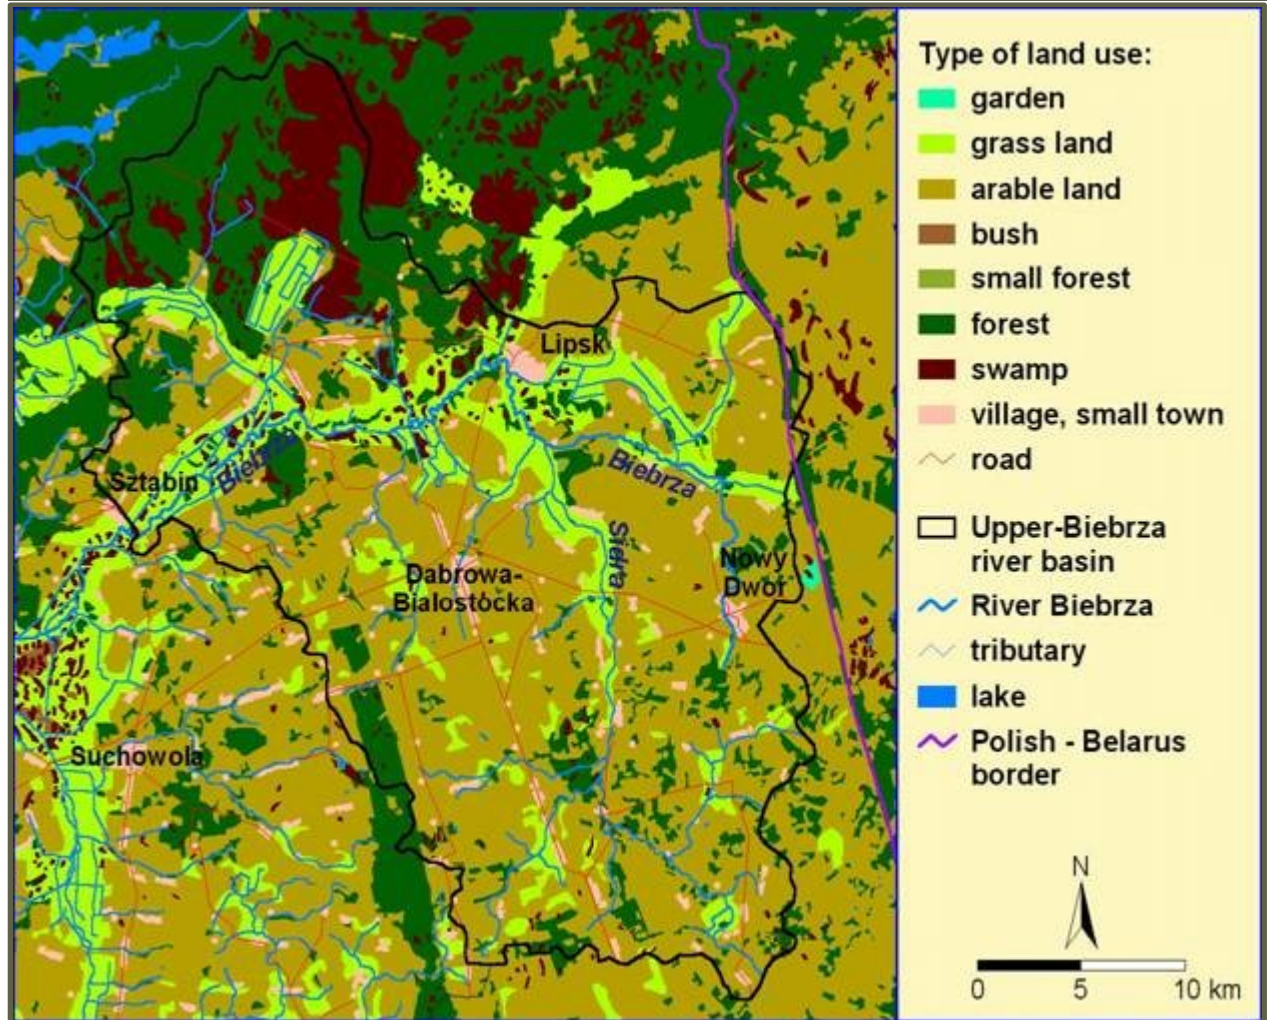 Lipsk
Biebrza
Sztabin
Biebrza
Sidra
Nowy
Dwór
Dabrowa-
Bialostocka
Suchowola
Type of land use:
garden
grass land
arable land
bush
small forest
forest
swamp
village, small town
road
Upper-Biebrza
river basin
River Biebrza
tributary
lake
Polish - Belarus
border
N
0 5 10 km